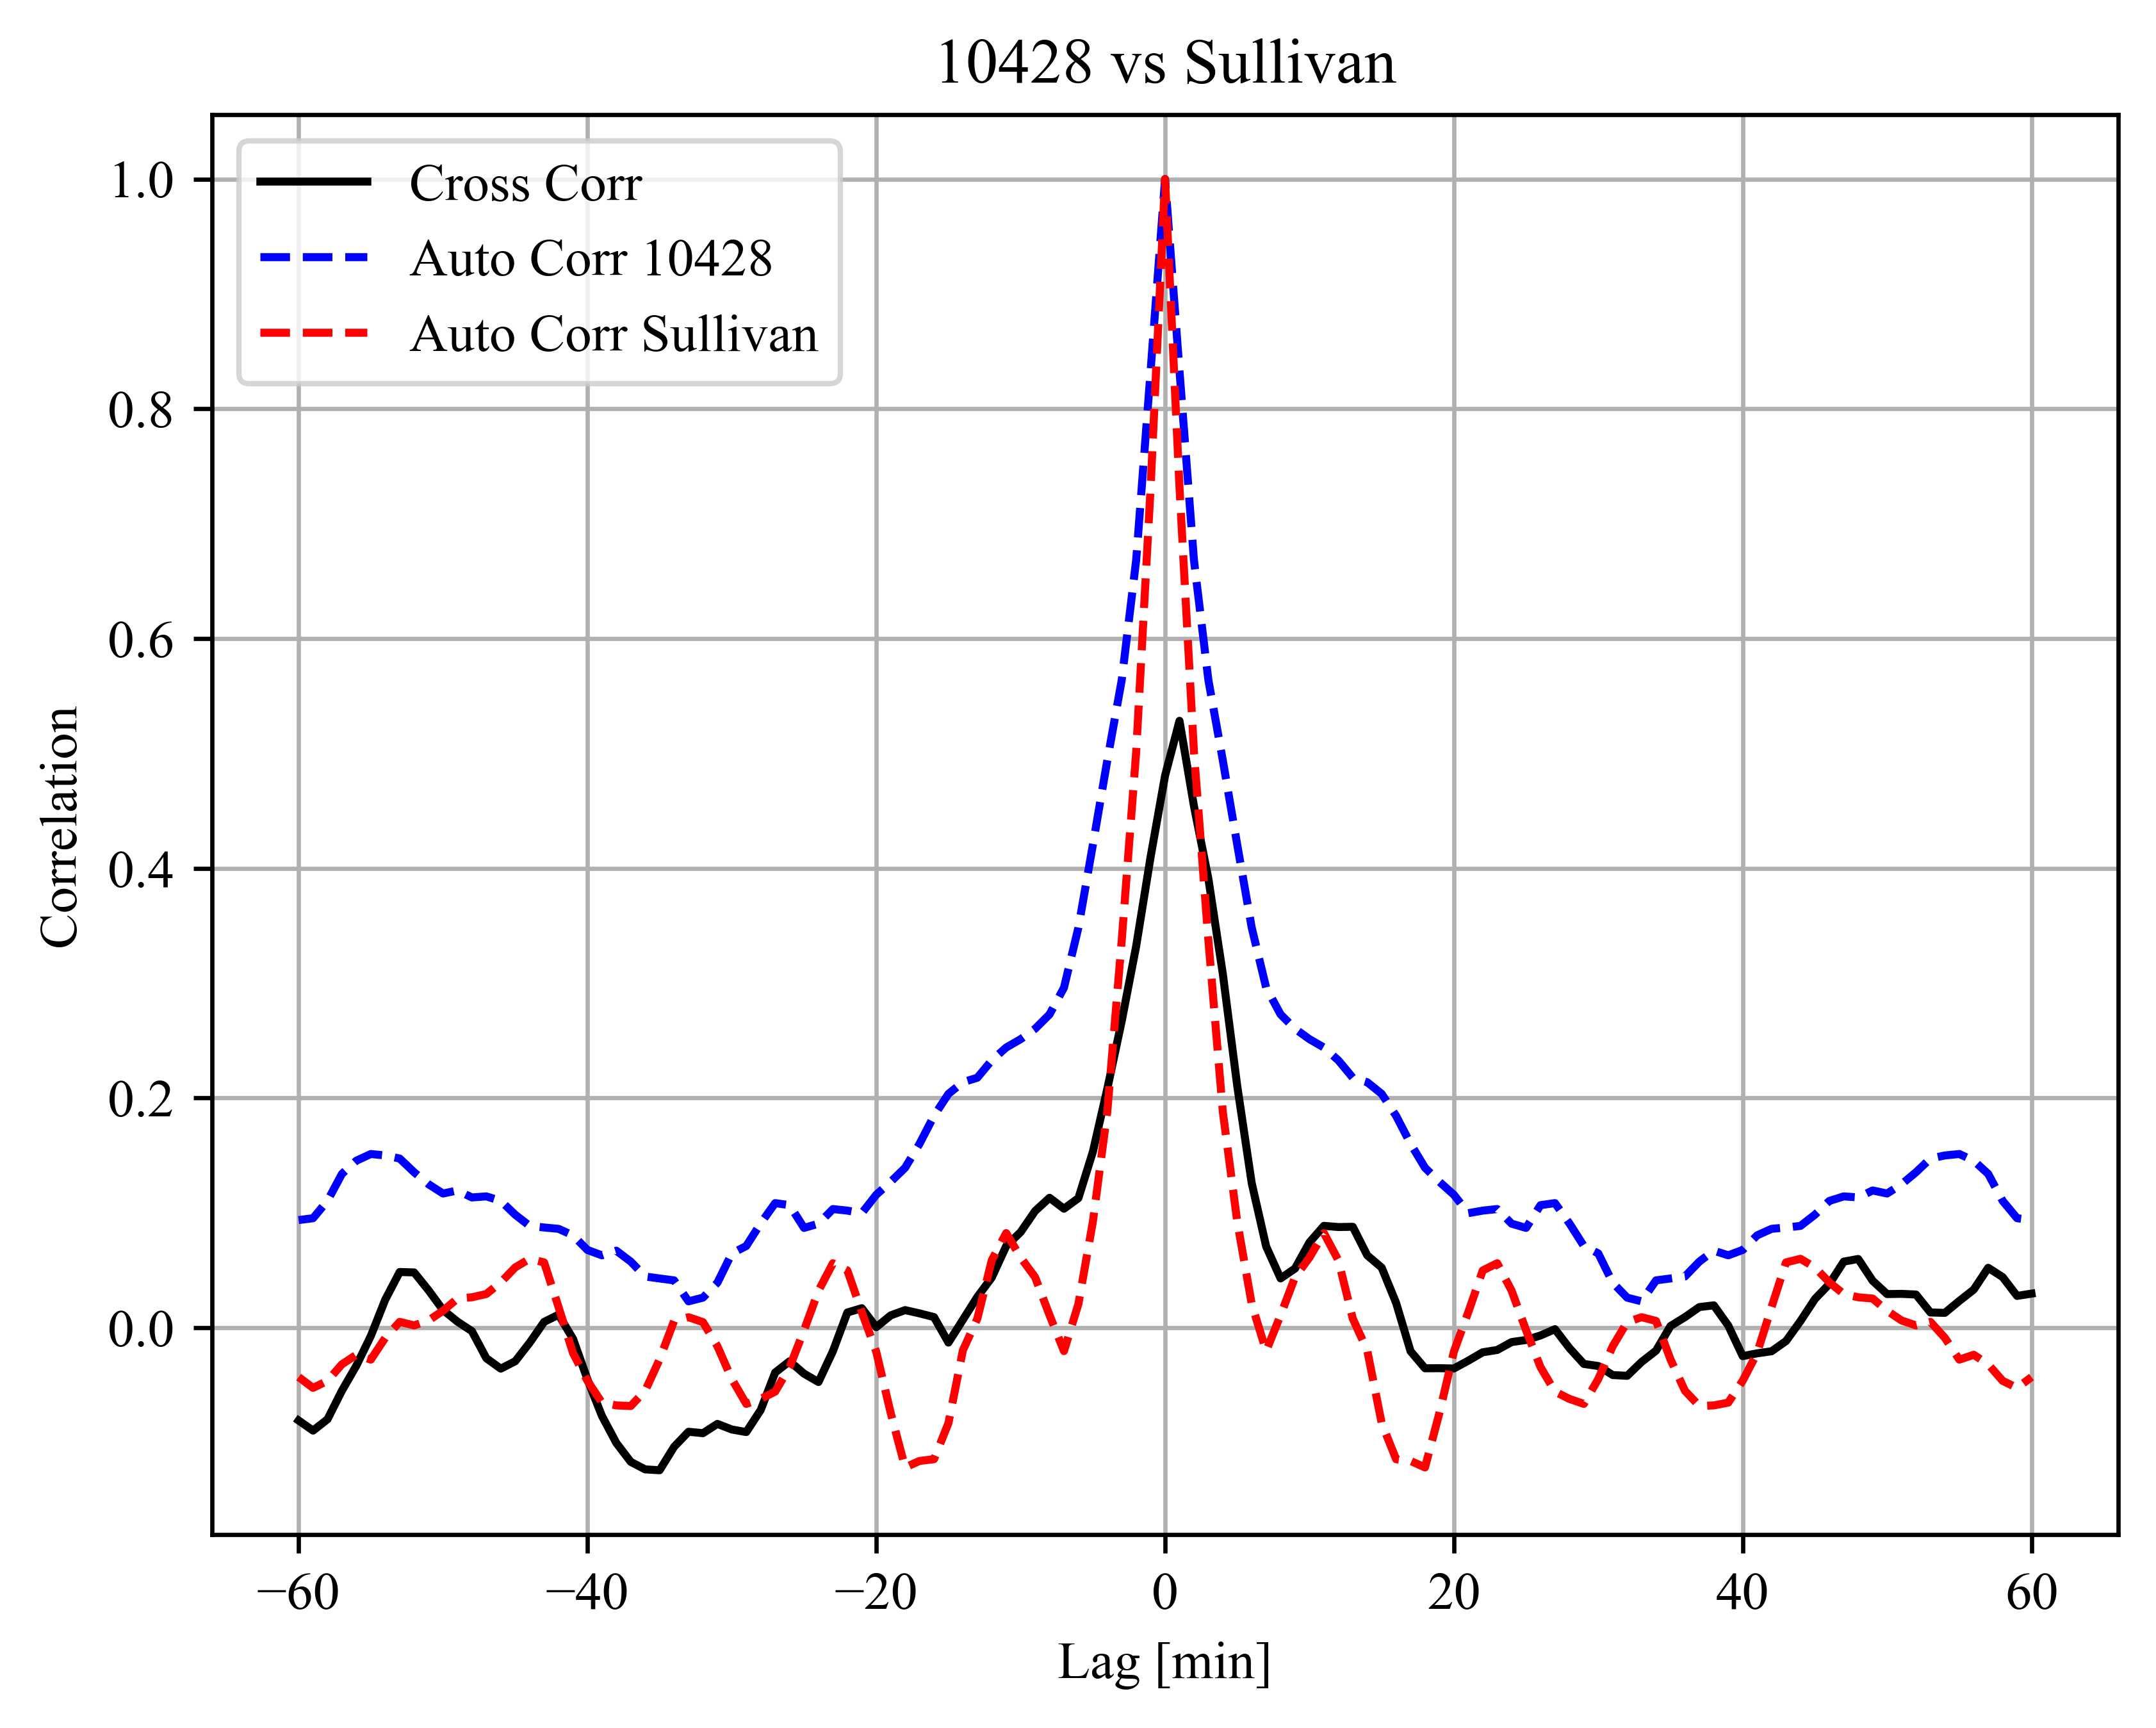 10428 vs Sullivan
Cross Corr
Auto Corr 10428
Auto Corr Sullivan
1.0
0.8
0.6
0.4
0.2
0.0
Correlation
−60 −40 −20 0 20 40 60
Lag [min]